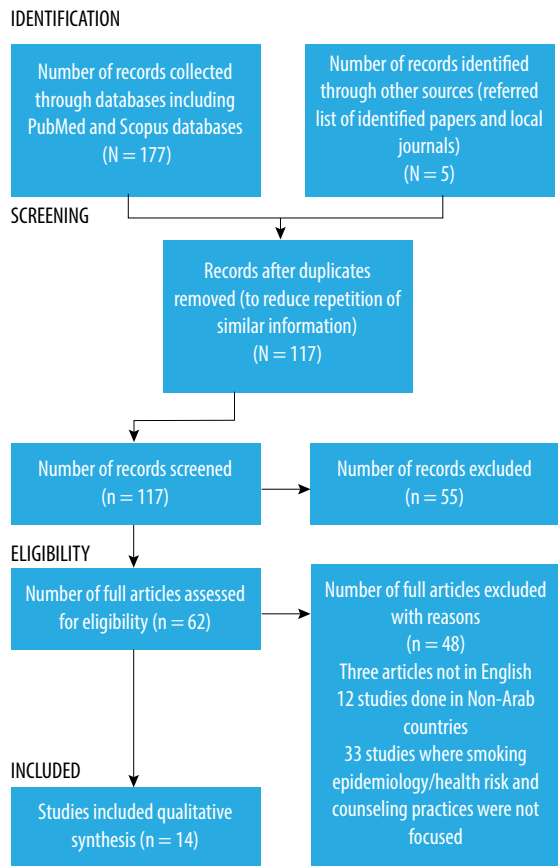 IDENTIFICATION
Number of records collected
through databases including
PubMed and Scopus databases
(N = 177)
Number of records identified
through other sources (referred
list of identified papers and local
journals)
(N = 5)
SCREENING
Records after duplicates
removed (to reduce repetition of
similar information)
(N = 117)
Number of records screened
(n = 117)
Number of records excluded
(n = 55)
ELIGIBILITY
Number of full articles assessed
for eligibility (n = 62)
Number of full articles excluded
with reasons
(n = 48)
Three articles not in English
12 studies done in Non-Arab
countries
33 studies where smoking
epidemiology/health risk and
counseling practices were not
focused
INCLUDED
Studies included qualitative
synthesis (n = 14)